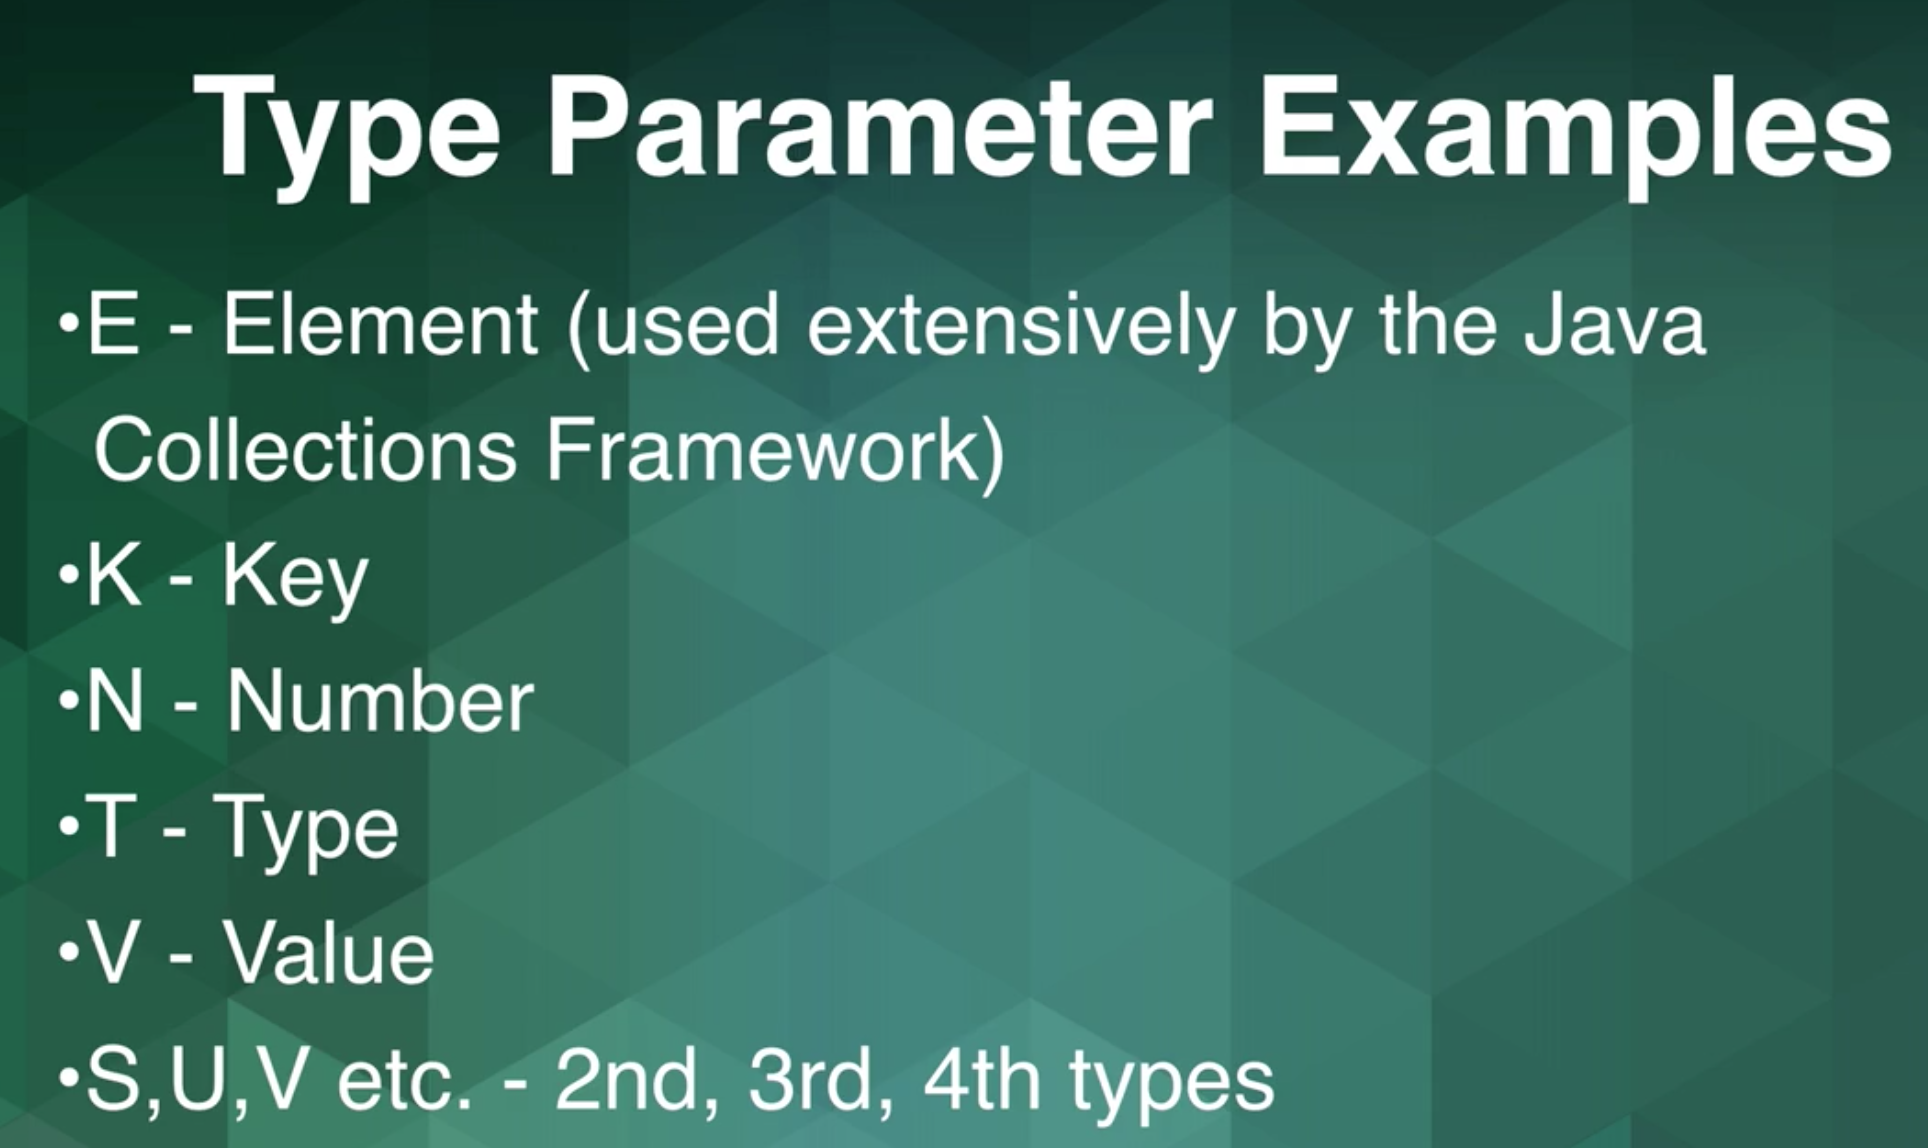 Type Parameter Examples
•E - Element (used extensively by the Java
Collections Framework)
•K - Key
•N - Number
•T - Type
•V - Value
•S,U,V etc. - 2nd, 3rd, 4th types